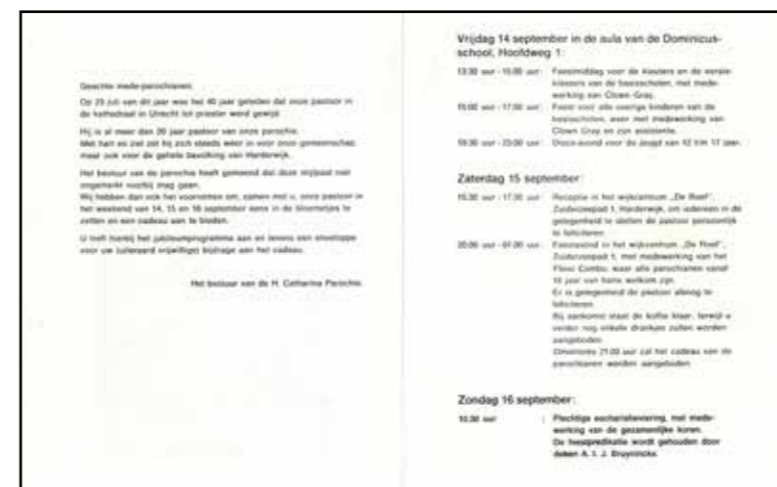 Geachte mede-parochianen,
Op 23 juli van dit jaar was het 40 jaar geleden dat onze pastoor in
de kathedraal in Utrecht tot priester werd gewijd.
Hij is al meer dan 20 jaar pastoor van onze parochie.
Met hart en ziel zet hij zich steeds weer in voor onze gemeenschap,
maar ook voor de gehele bevolking van Harderwijk.
Het bestuur van de parochie heeft gemeend dat deze mijlpaal niet
ongemerkt voorbij mag gaan.
Wij hebben dan ook het voornemen om, samen met u, onze pastoor in
het weekend van 14, 15 en 16 september eens in de bloemetjes te
zetten en een cadeau aan te bieden.
U treft hierbij het jubileumprogramma aan en tevens een enveloppe
voor uw (uiteraard vrijwillige) bijdrage aan het cadeau.
Het bestuur van de H. Catharina Parochie.
Vrijdag 14 september in de aula van de Dominicus-
school, Hoofdweg 1:
13.30 uur - 15.00 uur: Feestmiddag voor de kleuters en de eerste-
klassers van de basisscholen, met mede-
werking van Clown Gray.
15.00 uur - 17.00 uur: Feest voor alle overige kinderen van de
basisscholen, weer met medewerking van
Clown Gray en zijn assistente.
19.30 uur - 23.00 uur: Disco-avond voor de jeugd van 12 t/m 17 jaar.
Zaterdag 15 september:
15.30 uur - 17.30 uur: Receptie in het wijkcentrum „De Roef",
Zuiderzeepad 1, Harderwijk, om iedereen in de
gelegenheid te stellen de pastoor persoonlijk
te feliciteren.
20.00 uur - 01.00 uur: Feestavond in het wijkcentrum „De Roef",
Zuiderzeepad 1, met medewerking van het
Flevo Combo, waar alle parochianen vanaf
18 jaar van harte welkom zijn.
Er is gelegenheid de pastoor alsnog te
feliciteren.
Bij aankomst staat de koffie klaar, terwijl u
verder nog enkele drankjes zullen worden
aangeboden.
Omstreeks 21.00 uur zal het cadeau van de
parochianen worden aangeboden.
Zondag 16 september:
10.30 uur : Plechtige eucharistieviering, met mede-
werking van de gezamenlijke koren.
De feestpredikatie wordt gehouden door
deken A. I. J. Bruyninckx.